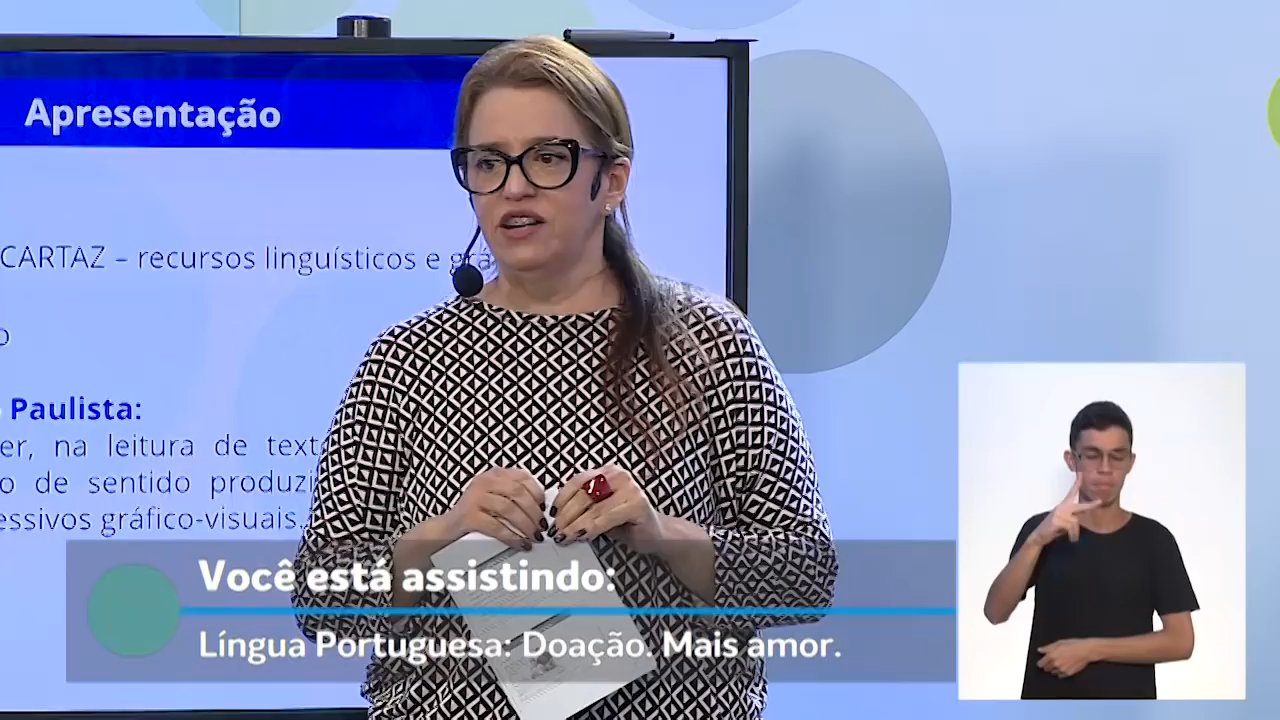 Apresentação
CARTAZ – recursos linguísticos e grá
o
Paulista:
er, na leitura de text
o de sentido produzi
essivos gráfico-visuais.
Você está assistindo:
Língua Portuguesa: Doação. Mais amor.